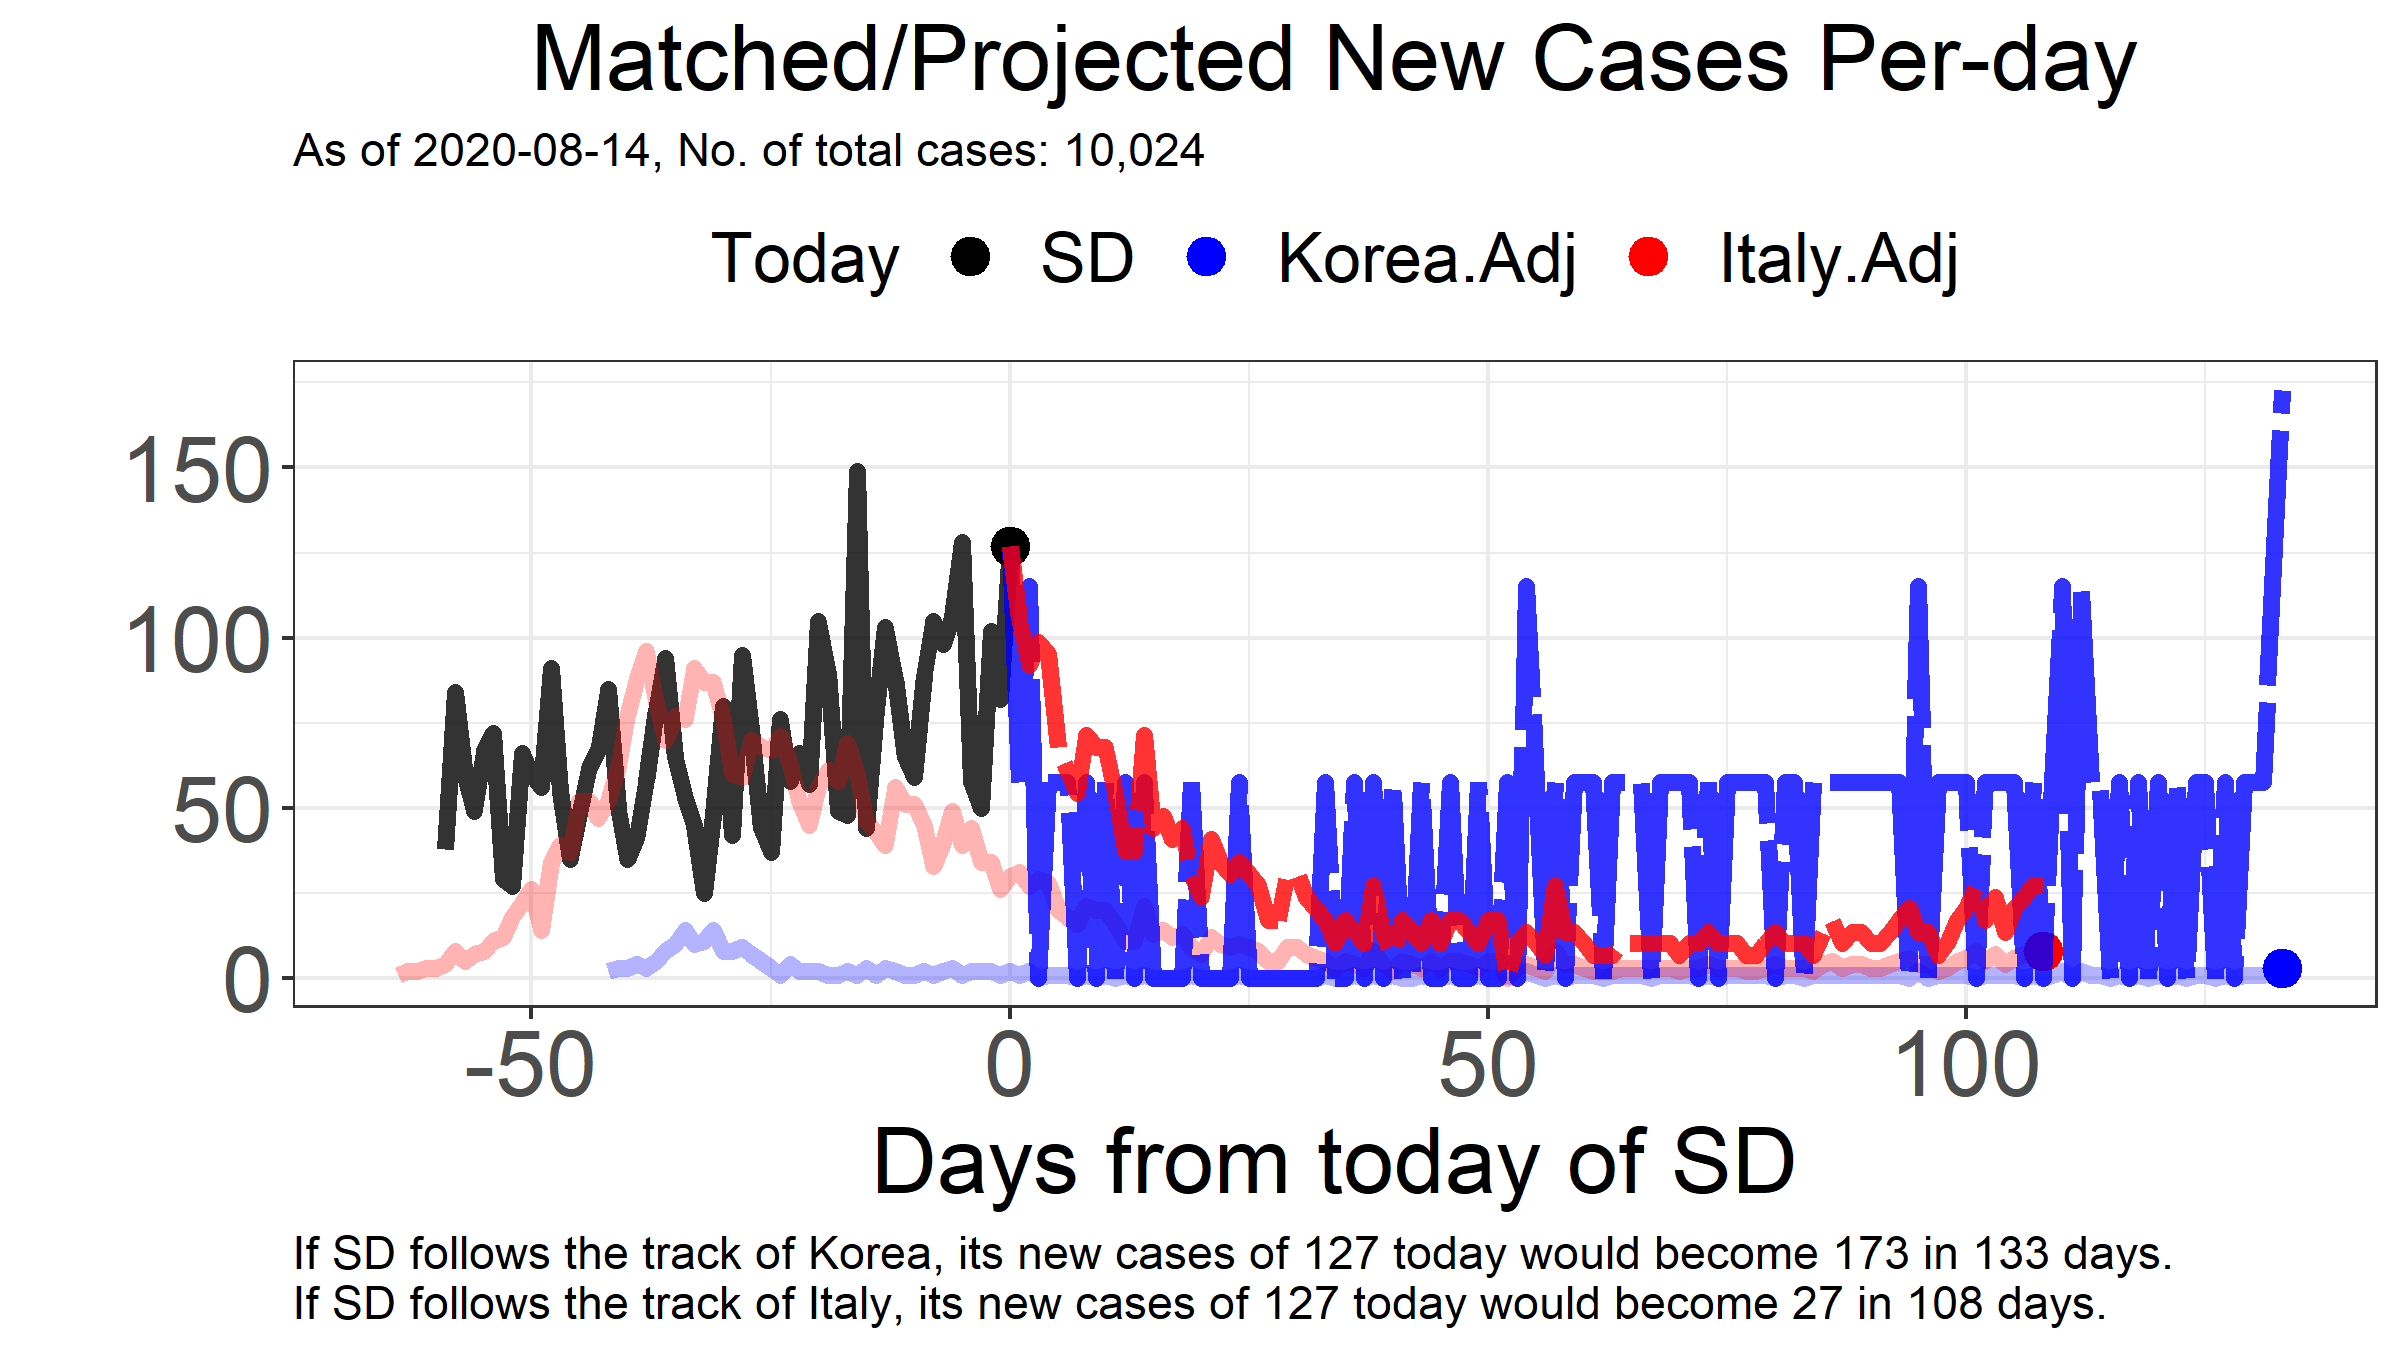 Matched/Projected New Cases Per-day
As of 2020-08-14, No. of total cases: 10,024
Today SD Korea.Adj Italy.Adj
150
100
50
0
-50 0 50 100
Days from today of SD
If SD follows the track of Korea, its new cases of 127 today would become 173 in 133 days.
If SD follows the track of Italy, its new cases of 127 today would become 27 in 108 days.